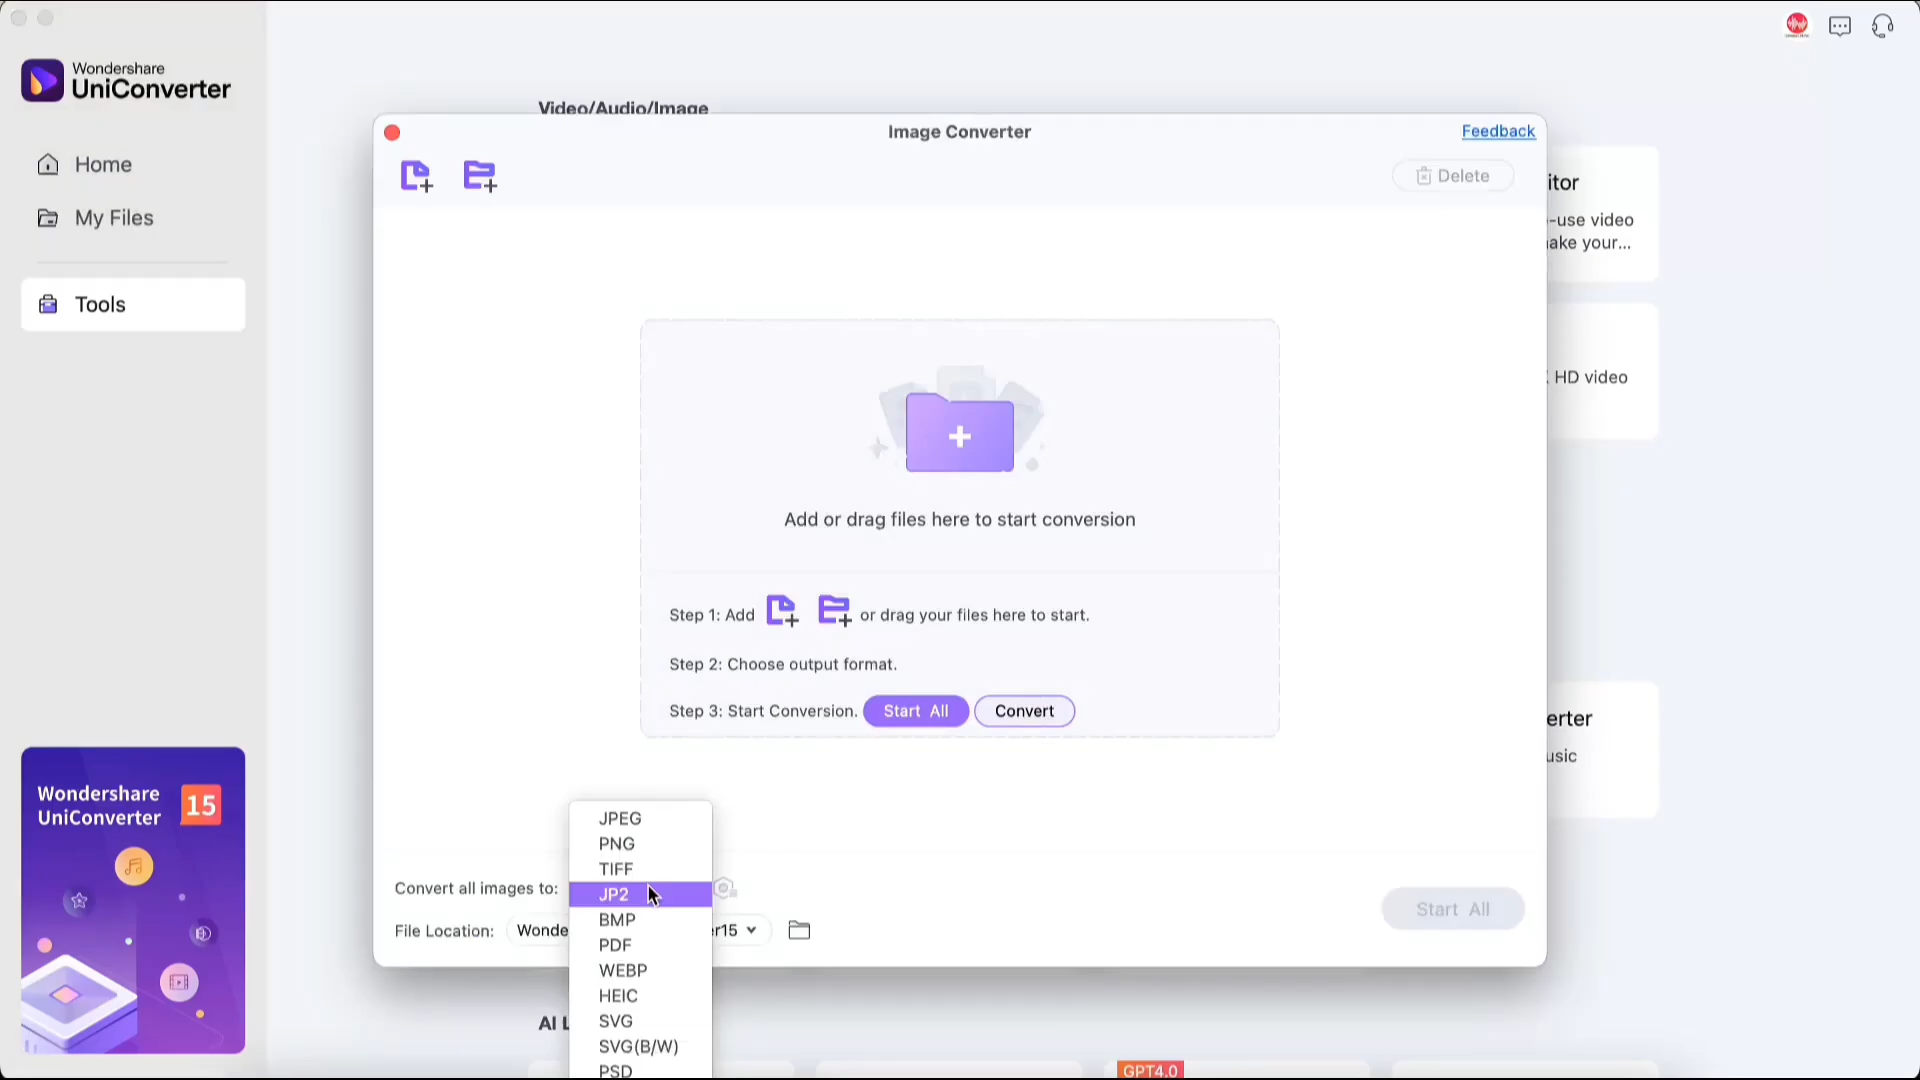 Wondershare
UniConverter
Home
My Files
Tools
Wondershare
UniConverter
15
Video/Audio/Image
Image Converter
Feedback
Delete
Add or drag files here to start conversion
Step 1: Add or drag your files here to start.
Step 2: Choose output format.
Step 3: Start Conversion. Start All Convert
Convert all images to:
File Location: Wonde r15
JPEG
PNG
TIFF
JP2
BMP
PDF
WEBP
HEIC
SVG
SVG(B/W)
PSD
Start All
itor
-use video
ake your...
HD video
erter
usic
AI L
GPT4.0